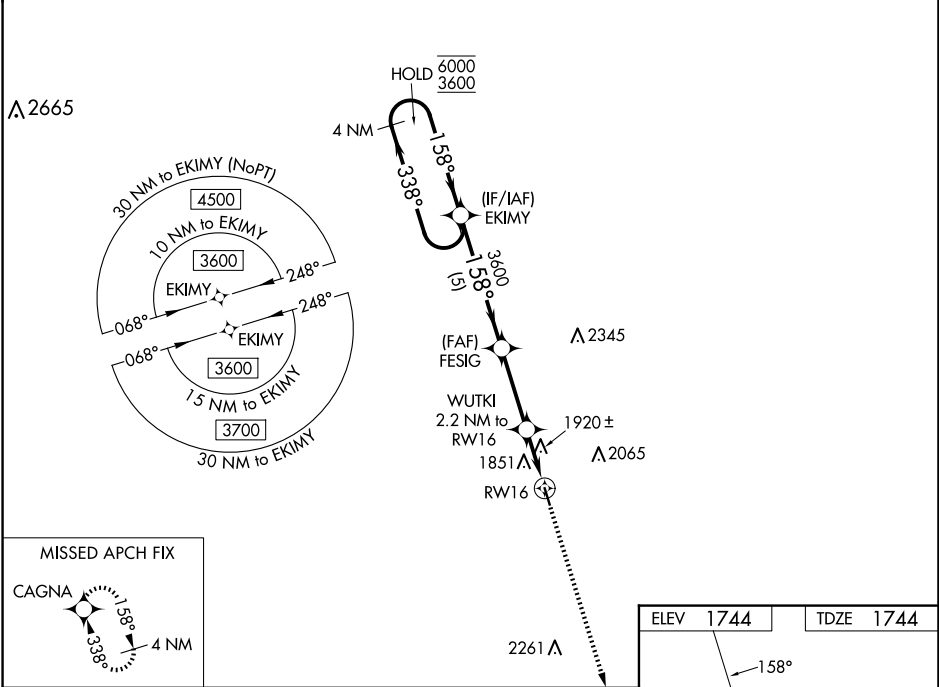 HOLD 6000
3600
2665
4 NM
158°
338°
(IF/IAF)
EKIMY
30 NM to EKIMY (NoPT)
4500
10 NM to EKIMY
3600
248°
EKIMY
068°
248°
EKIMY
068°
3600
15 NM to EKIMY
3700
30 NM to EKIMY
3600
158°
(5)
(FAF)
FESIG
2345
WUTKI
2.2 NM to
RW16
1920 ±
2065
1851
RW16
2261
MISSED APCH FIX
CAGNA
158°
338°
4 NM
ELEV 1744
TDZE 1744
158°